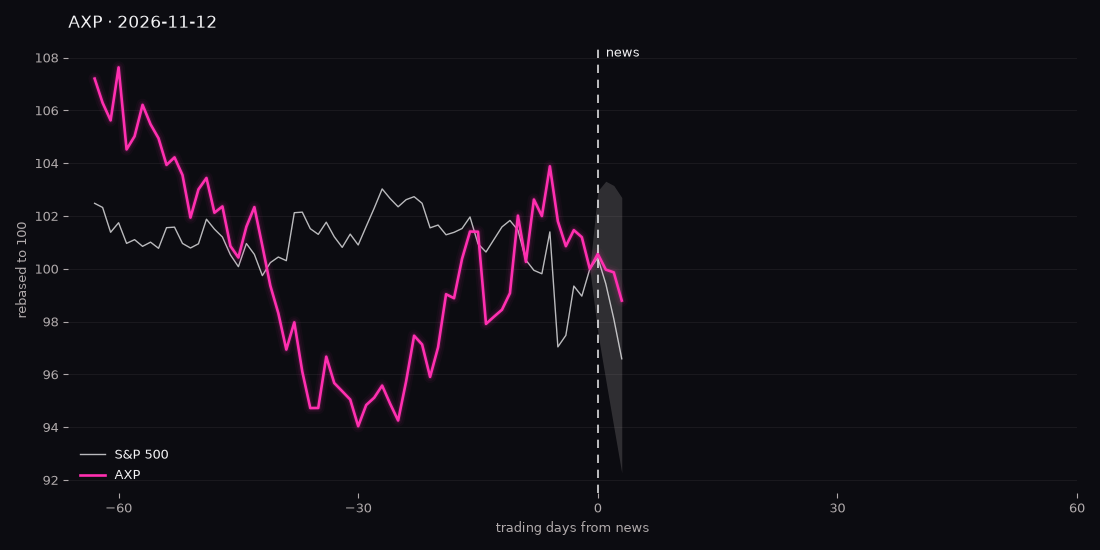 AXP · 2026-11-12
news
108
106
104
102
100
98
96
94
92
rebased to 100
S&P 500
AXP
−60
−30
0
30
60
trading days from news